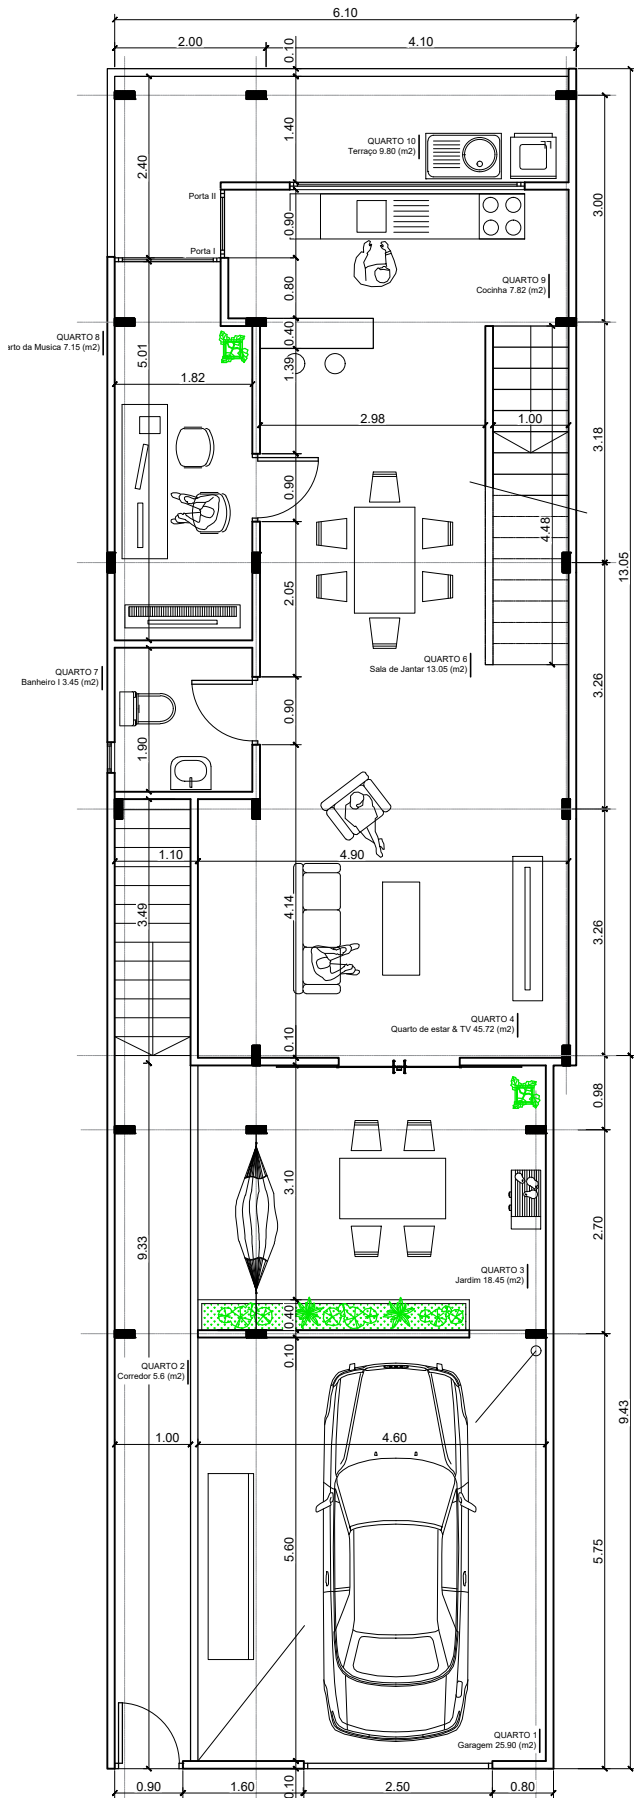 6.10
2.00
4.10
0.10
1.40
QUARTO 10
Terraço 9.80 (m2)
2.40
3.00
Porta II
0.90
Porta I
QUARTO 9
Cocinha 7.82 (m2)
0.80
QUARTO 8
arto da Musica 7.15 (m2)
0.40
5.01
1.39
1.82
2.98
1.00
3.18
0.90
4.48
13.05
2.05
QUARTO 6
Sala de Jantar 13.05 (m2)
QUARTO 7
Banheiro I 3.45 (m2)
3.26
0.90
1.90
1.10
4.90
3.49
4.14
3.26
QUARTO 4
Quarto de estar & TV 45.72 (m2)
0.10
0.98
3.10
9.33
2.70
QUARTO 3
Jardim 18.45 (m2)
0.40
0.10
QUARTO 2
Corredor 5.6 (m2)
9.43
1.00
4.60
5.60
5.75
QUARTO 1
Garagem 25.90 (m2)
0.90
1.60
0.10
2.50
0.80